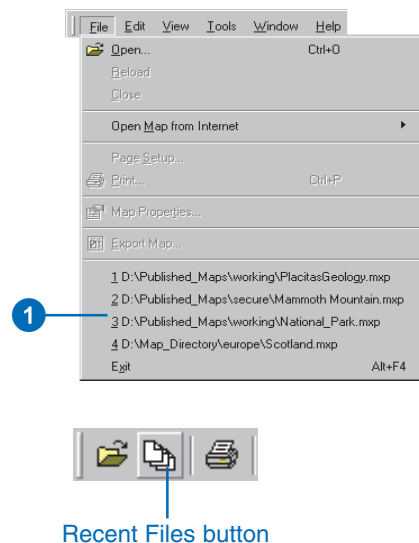 File Edit View Tools Window Help
Open... Ctrl+O
Reload
Close
Open Map from Internet
Page Setup...
Print... Ctrl+P
Map Properties...
Export Map...
1 D:\Published_Maps\working\PlacitasGeology.mxp
2 D:\Published_Maps\secure\Mammoth Mountain.mxp
1
3 D:\Published_Maps\working\National_Park.mxp
4 D:\Map_Directory\europe\Scotland.mxp
Exit Alt+F4
Recent Files button